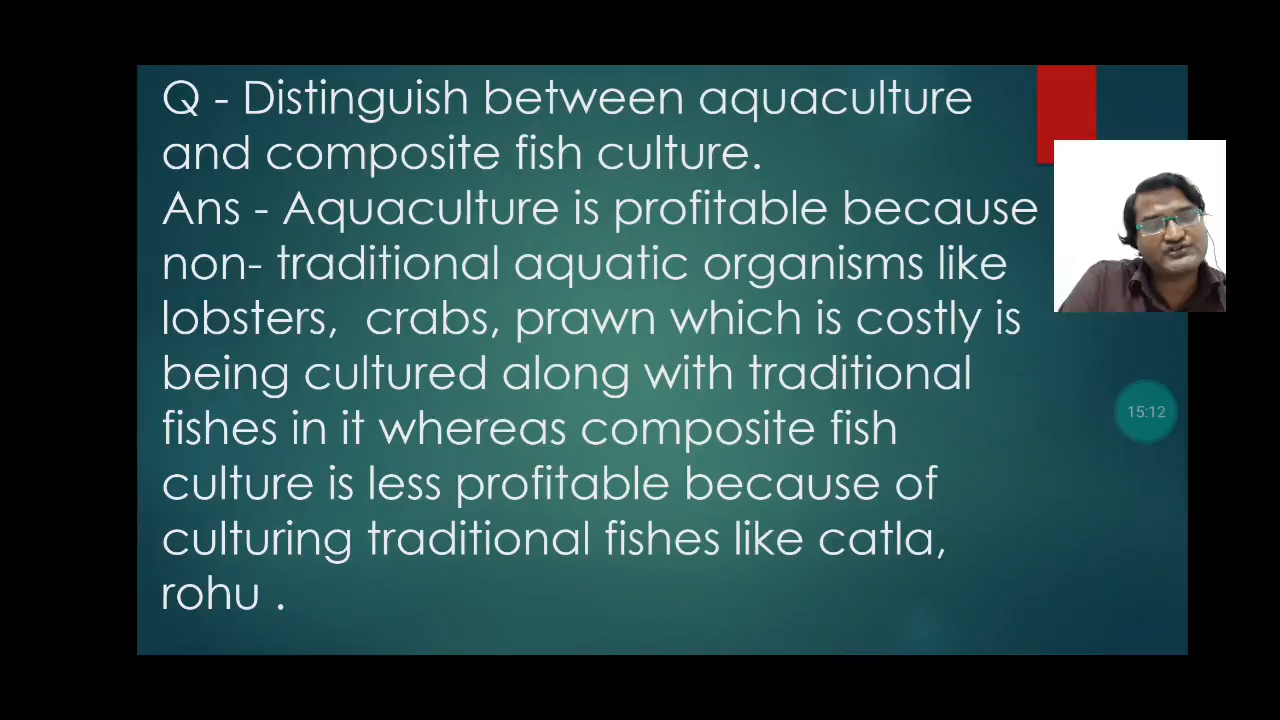 Q - Distinguish between aquaculture
and composite fish culture.
Ans - Aquaculture is profitable because
non- traditional aquatic organisms like
lobsters,  crabs, prawn which is costly is
being cultured along with traditional
fishes in it whereas composite fish
culture is less profitable because of
culturing traditional fishes like catla,
rohu .
15:12